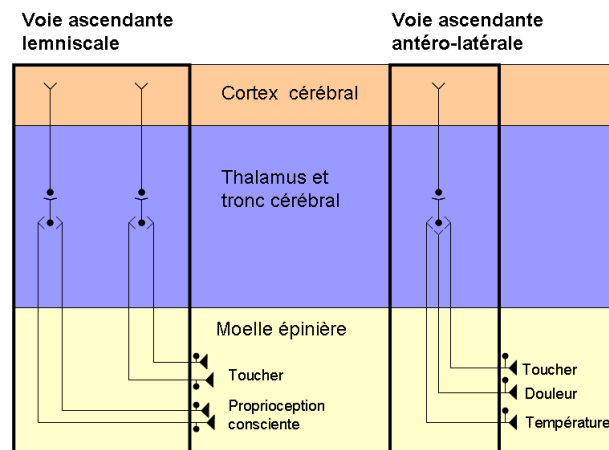 Voie ascendante
lemniscale
Voie ascendante
antéro-latérale
Cortex cérébral
Thalamus et
tronc cérébral
Moelle épinière
Toucher
Proprioception
consciente
Toucher
Douleur
Température